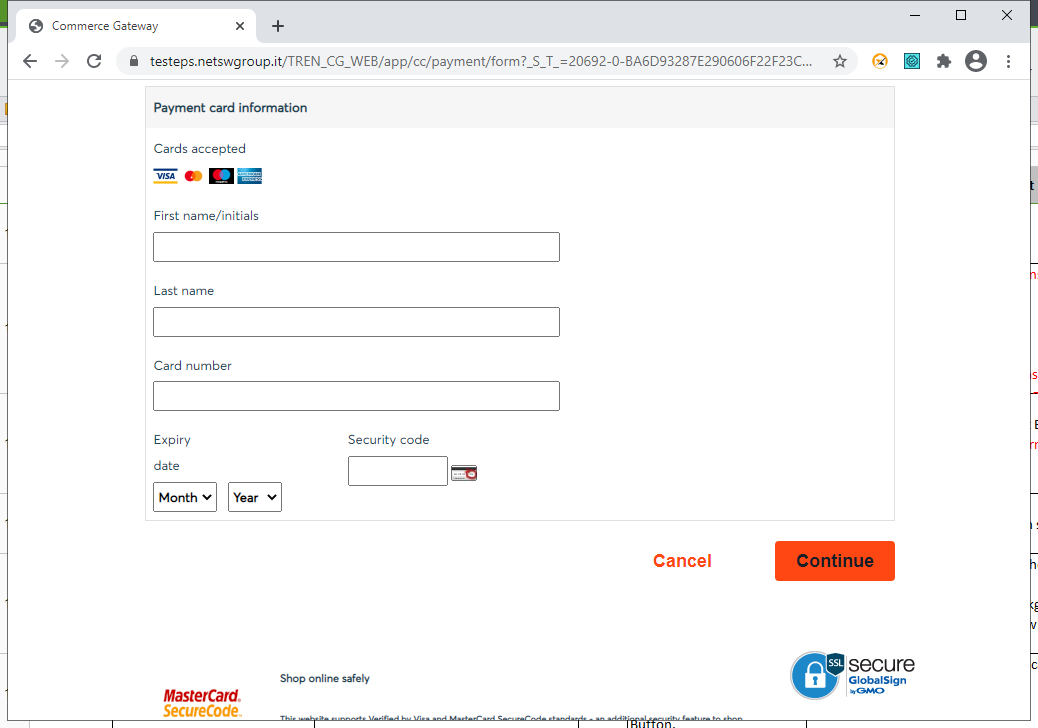 Commerce Gateway
testeps.netswgroup.it/TREN_CG_WEB/app/cc/payment/form?_S_T_=20692-0-BA6D93287E290606F22F23C...
Payment card information
Cards accepted
VISA
First name/initials
Last name
Card number
Expiry
date
Security code
Month
Year
Cancel
Continue
SSL
secure
GlobalSign
by GMO
Shop online safely
MasterCard.
SecureCode.
This website supports Verified by Visa and MasterCard SecureCode standards - an additional security feature to shop
Button.